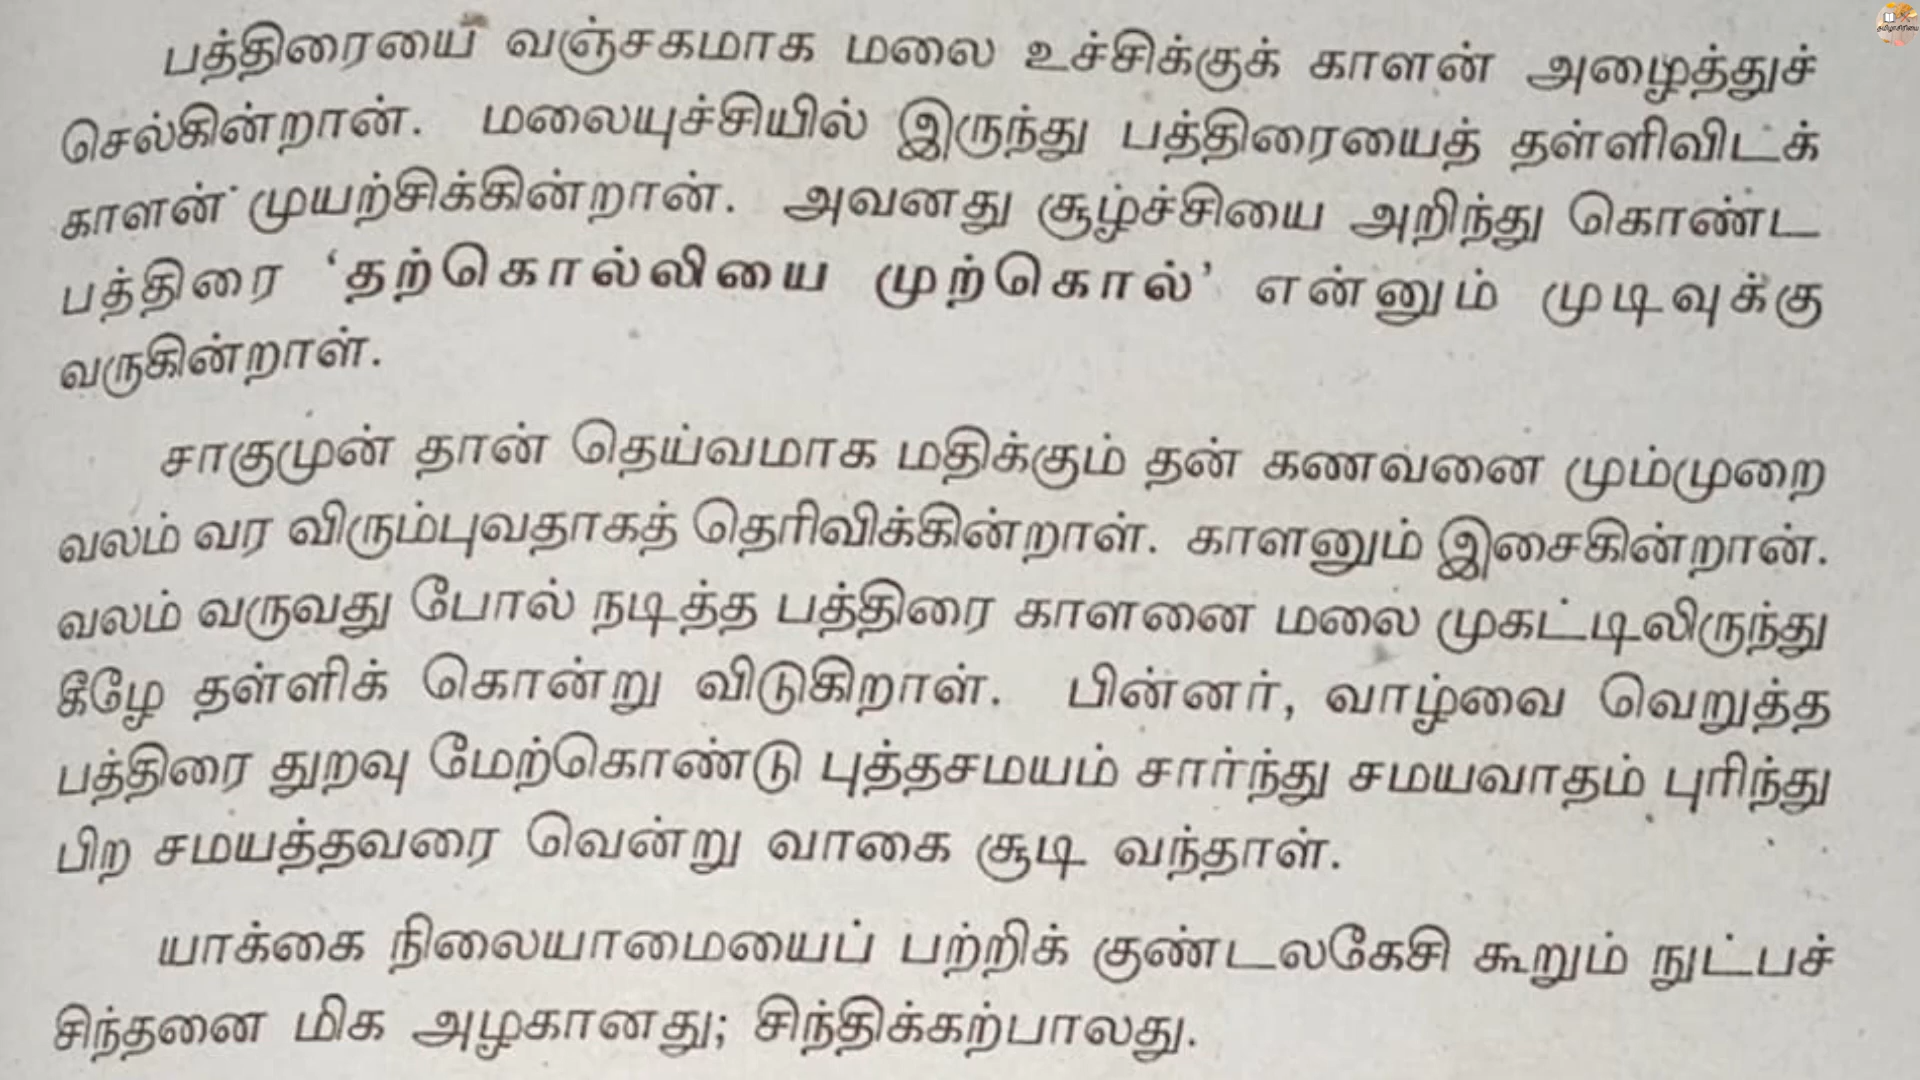 பத்திரையை வஞ்சகமாக மலை உச்சிக்குக் காளன் அழைத்துச்
செல்கின்றான். மலையுச்சியில் இருந்து பத்திரையைத் தள்ளிவிடக்
காளன் முயற்சிக்கின்றான். அவனது சூழ்ச்சியை அறிந்து கொண்ட
பத்திரை ‘தற்கொல்லியை முற்கொல்’ என்னும் முடிவுக்கு
வருகின்றாள்.
சாகுமுன் தான் தெய்வமாக மதிக்கும் தன் கணவனை மும்முறை
வலம் வர விரும்புவதாகத் தெரிவிக்கின்றாள். காளனும் இசைகின்றான்.
வலம் வருவது போல் நடித்த பத்திரை காளனை மலை முகட்டிலிருந்து
கீழே தள்ளிக் கொன்று விடுகிறாள். பின்னர், வாழ்வை வெறுத்த
பத்திரை துறவு மேற்கொண்டு புத்தசமயம் சார்ந்து சமயவாதம் புரிந்து
பிற சமயத்தவரை வென்று வாகை சூடி வந்தாள்.
யாக்கை நிலையாமையைப் பற்றிக் குண்டலகேசி கூறும் நுட்பச்
சிந்தனை மிக அழகானது; சிந்திக்கற்பாலது.